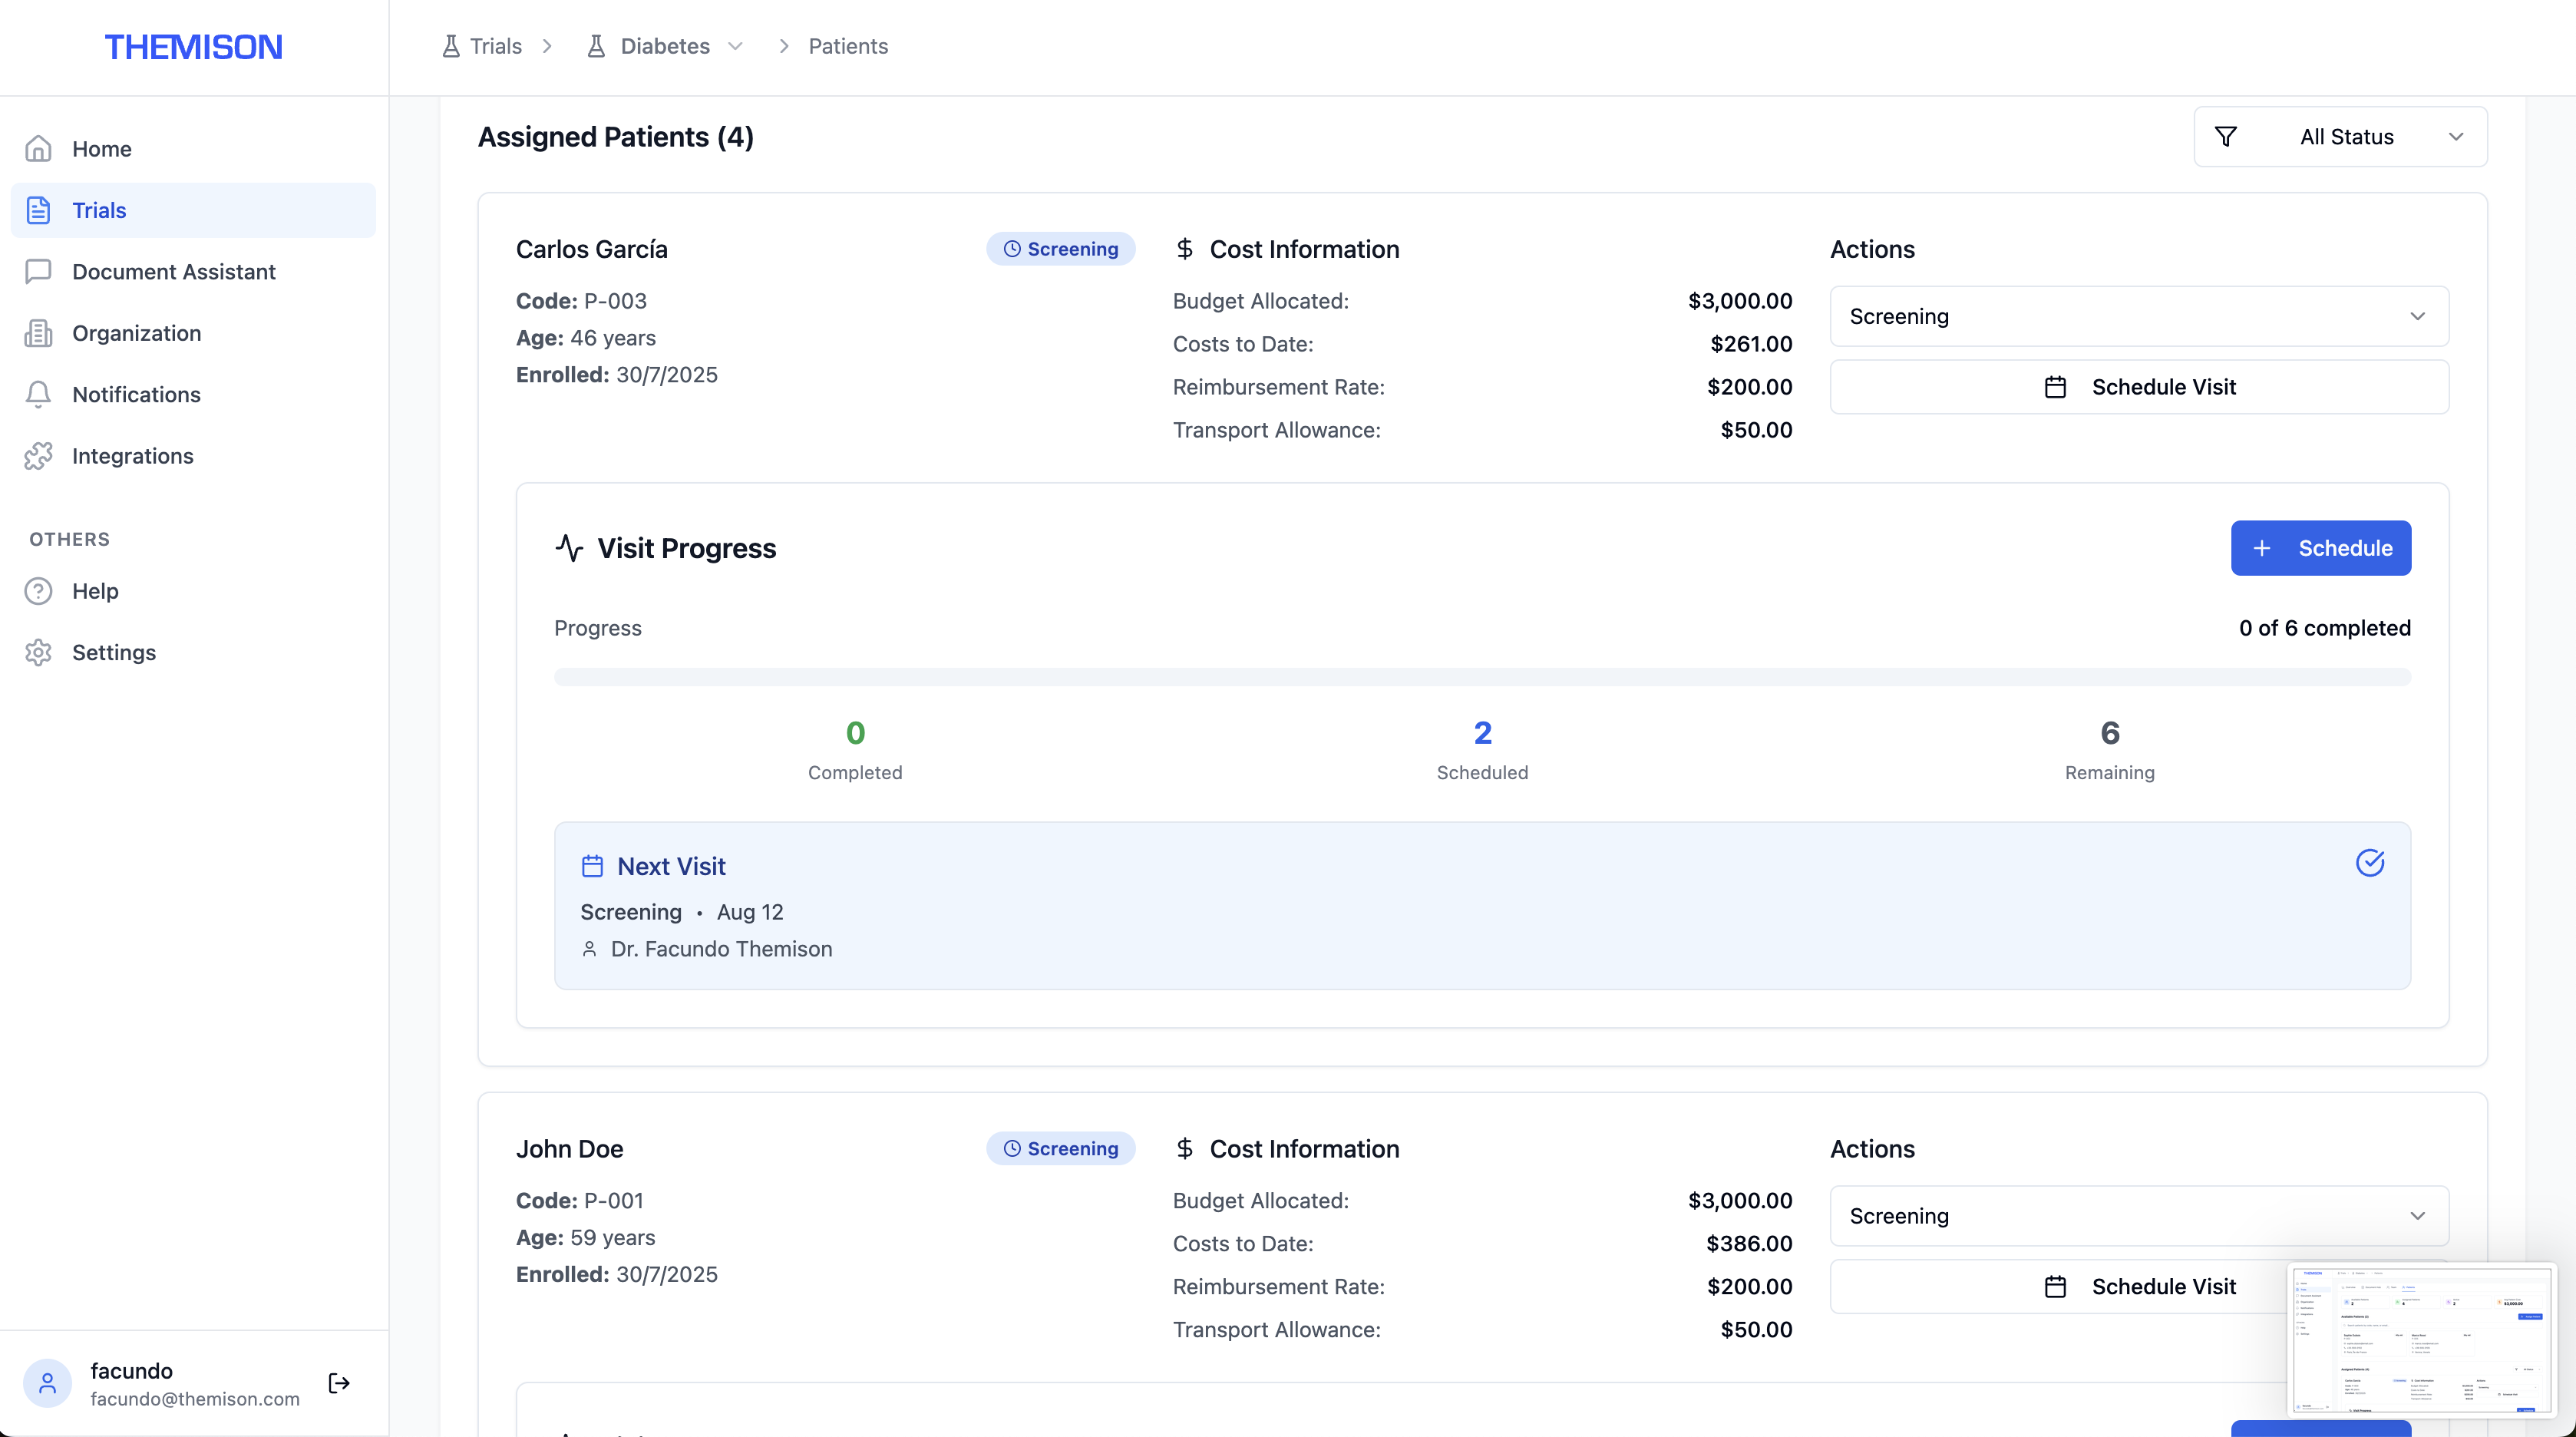 THEMISON
Trials
Diabetes
Patients
Home
Trials
Document Assistant
Organization
Notifications
Integrations
OTHERS
Help
Settings
facundo
facundo@themison.com
Assigned Patients (4)
All Status
Carlos García
Screening
Code: P-003
Age: 46 years
Enrolled: 30/7/2025
Cost Information
Budget Allocated: $3,000.00
Costs to Date: $261.00
Reimbursement Rate: $200.00
Transport Allowance: $50.00
Actions
Screening
Schedule Visit
Visit Progress
Schedule
Progress
0 of 6 completed
0
Completed
2
Scheduled
6
Remaining
Next Visit
Screening • Aug 12
Dr. Facundo Themison
John Doe
Screening
Code: P-001
Age: 59 years
Enrolled: 30/7/2025
Cost Information
Budget Allocated: $3,000.00
Costs to Date: $386.00
Reimbursement Rate: $200.00
Transport Allowance: $50.00
Actions
Screening
Schedule Visit